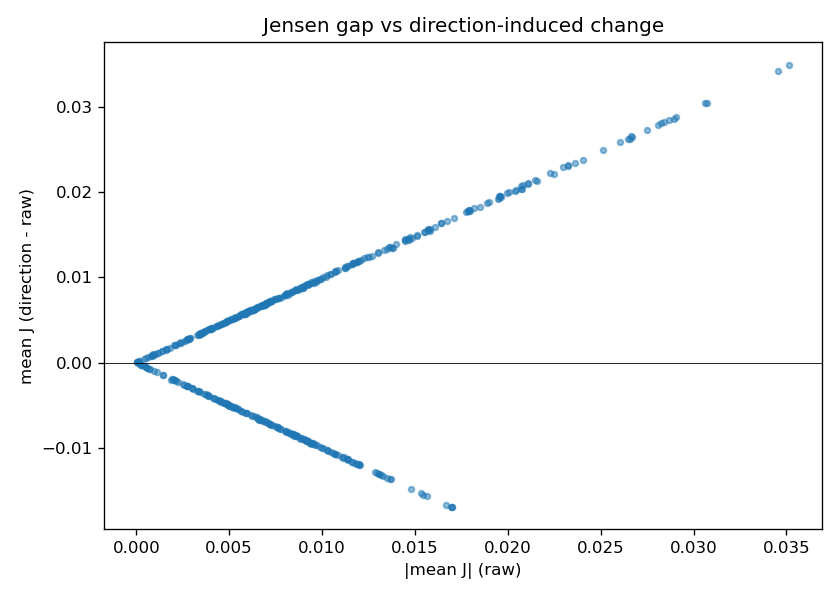 Jensen gap vs direction-induced change
mean J (direction - raw)
0.03
0.02
0.01
0.00
−0.01
0.000 0.005 0.010 0.015 0.020 0.025 0.030 0.035
|mean J| (raw)